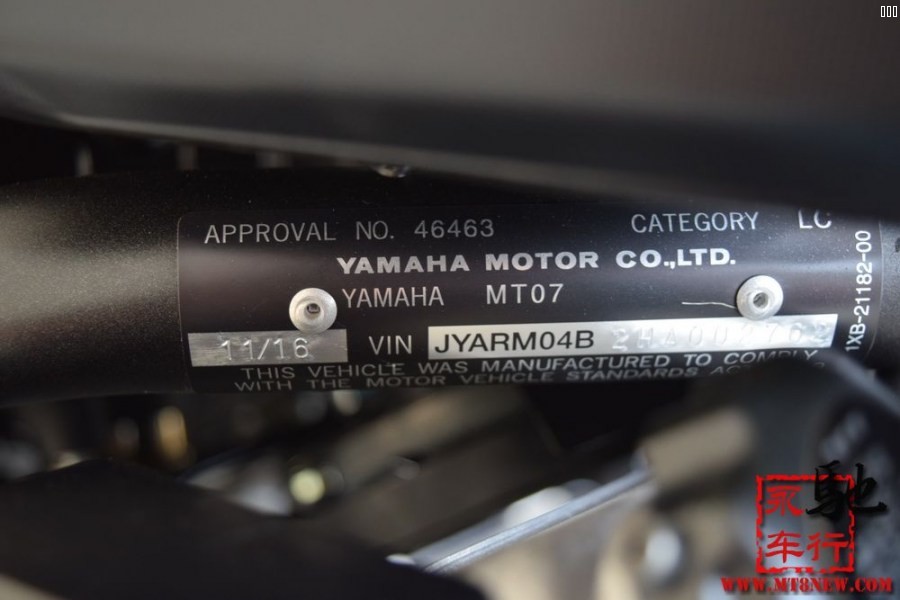 APPROVAL NO. 46463 CATEGORY LC
YAMAHA MOTOR CO.,LTD.
YAMAHA MT07
11/16 VIN JYARM04B
THIS VEHICLE WAS MANUFACTURED TO COMPLY
WITH THE MOTOR VEHICLE STANDARDS
1XB-21182-00
驰
车行
WWW.MT8NEW.COM